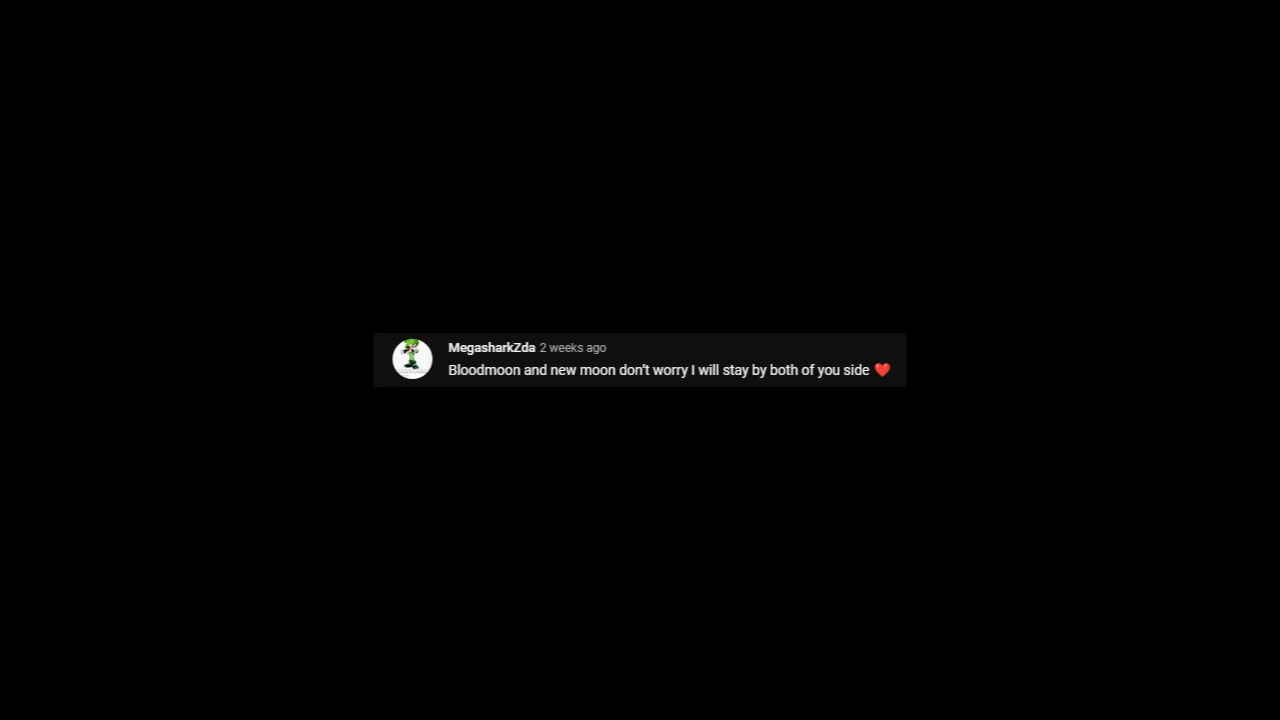 MegasharkZda 2 weeks ago
Bloodmoon and new moon don't worry I will stay by both of you side ❤️